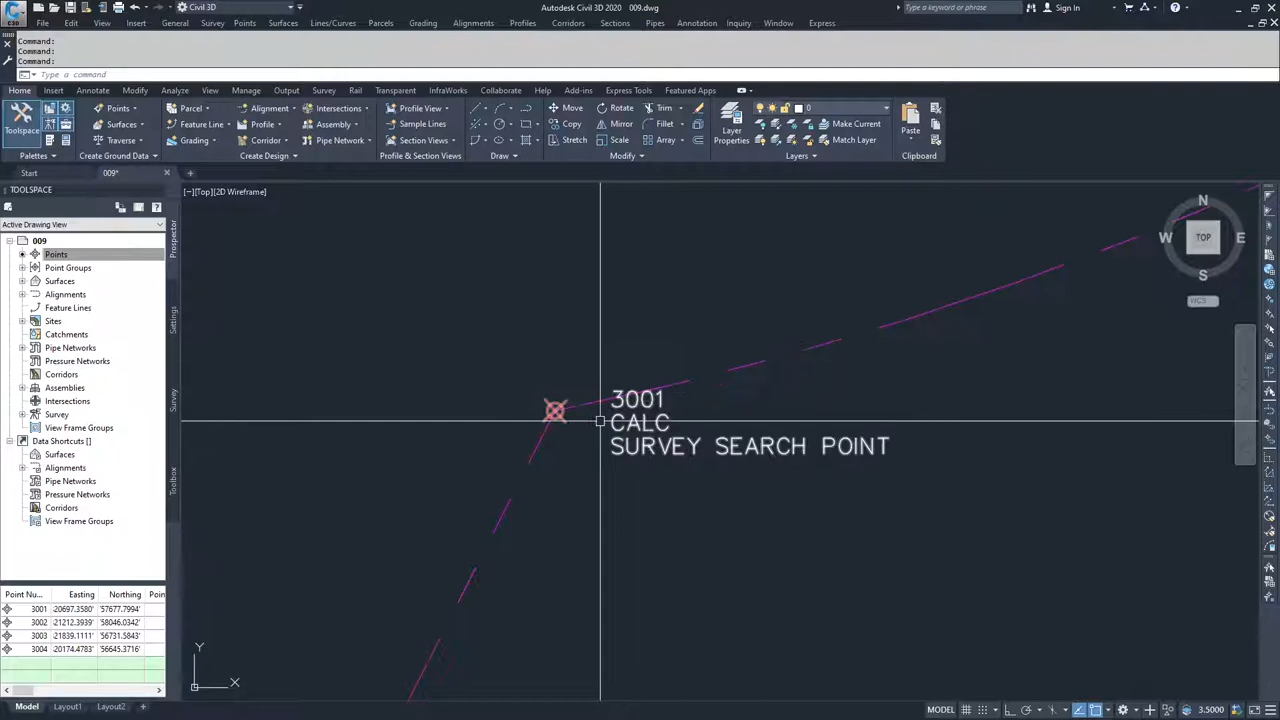 C3D
Civil 3D
Autodesk Civil 3D 2020 009.dwg
Type a keyword or phrase
Sign In
File Edit View Insert General Survey Points Surfaces Lines/Curves Parcels Grading Alignments Profiles Corridors Sections Pipes Annotation Inquiry Window Express
Command:
Command:
Command:
Type a command
Home Insert Annotate Modify Analyze View Manage Output Survey Rail Transparent InfraWorks Collaborate Help Add-ins Express Tools Featured Apps
Points Parcel Alignment Intersections Profile View Move Rotate Trim 0
Toolspace Surfaces Feature Line Profile Assembly Sample Lines Copy Mirror Fillet Layer Properties Make Current Paste
Traverse Grading Corridor Pipe Network Section Views Stretch Scale Array Match Layer
Palettes Create Ground Data Create Design Profile & Section Views Draw Modify Layers Clipboard
Start 009*
TOOLSPACE
[−][Top][2D Wireframe]
Active Drawing View
009
Points
Point Groups
Surfaces
Alignments
Feature Lines
Sites
Catchments
Pipe Networks
Pressure Networks
Corridors
Assemblies
Intersections
Survey
View Frame Groups
Data Shortcuts []
Surfaces
Alignments
Pipe Networks
Pressure Networks
Corridors
View Frame Groups
Prospector
Settings
Survey
Toolbox
N
W TOP E
S
WCS
3001
CALC
SURVEY SEARCH POINT
Point Nu... Easting Northing Poin
3001 20697.3580' 57677.7994'
3002 21212.3939' 58046.0342'
3003 21839.1111' 56731.5843'
3004 20174.4783' 56645.3716'
Y
X
Model Layout1 Layout2 +
MODEL 3.5000